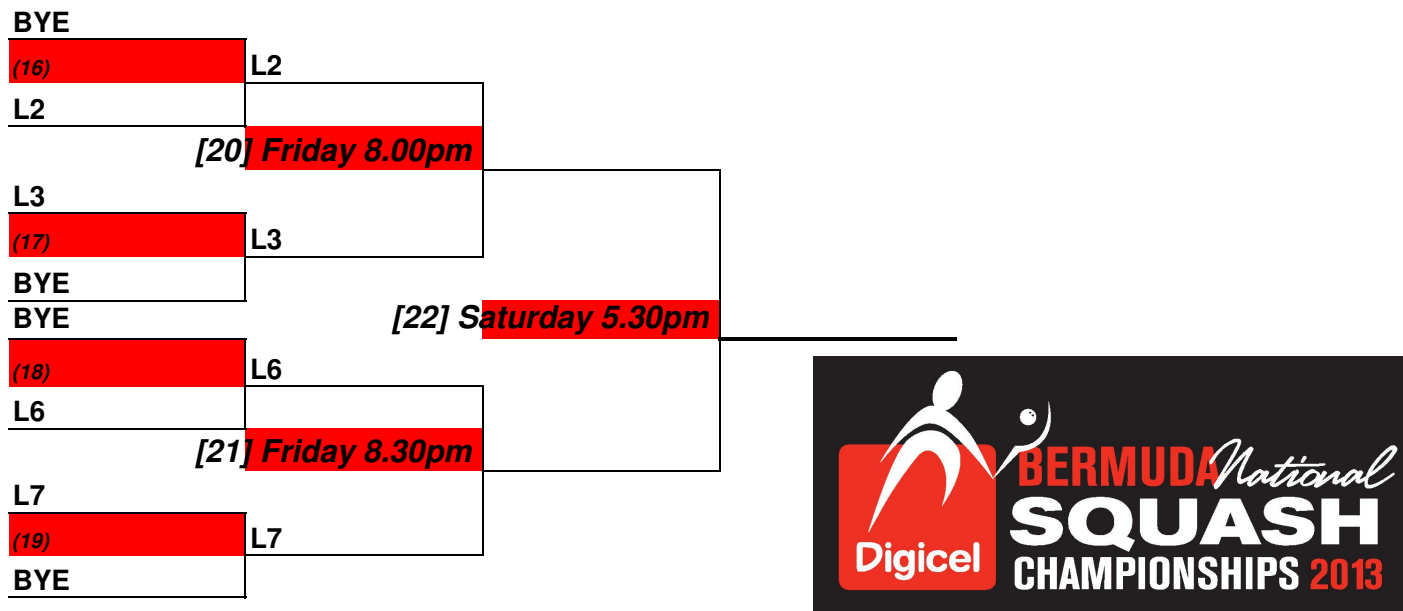 BYE
(16)
L2
L2
[20] Friday 8.00pm
L3
(17)
L3
BYE
BYE
[22] Saturday 5.30pm
(18)
L6
L6
[21] Friday 8.30pm
L7
(19)
L7
BYE
BERMUDA National
SQUASH
CHAMPIONSHIPS 2013
Digicel